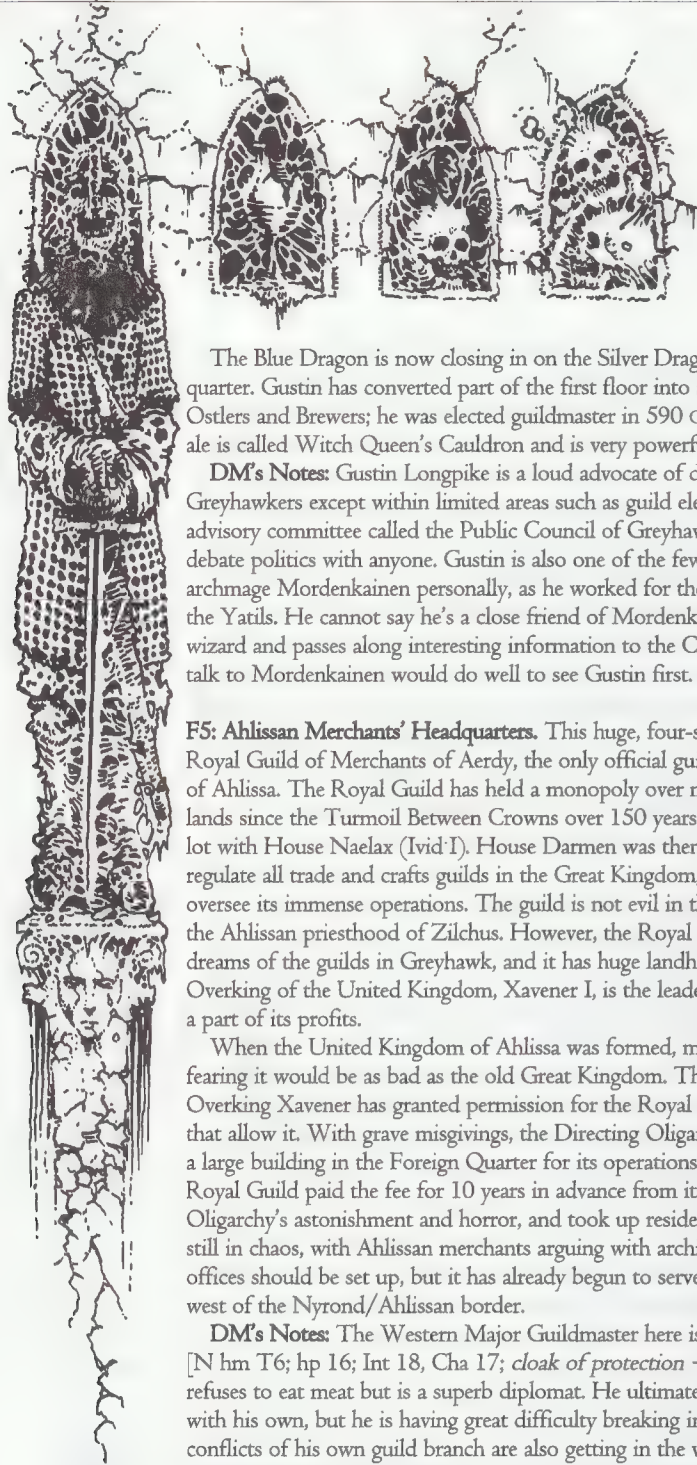 The Blue Dragon is now closing in on the Silver Drag
quarter. Gustin has converted part of the first floor into
Ostlers and Brewers; he was elected guildmaster in 590
ale is called Witch Queen's Cauldron and is very powerf
DM's Notes: Gustin Longpike is a loud advocate of d
Greyhawkers except within limited areas such as guild ele
advisory committee called the Public Council of Greyhaw
debate politics with anyone. Gustin is also one of the few
archmage Mordenkainen personally, as he worked for the
the Yatils. He cannot say he's a close friend of Mordenk
wizard and passes along interesting information to the C
talk to Mordenkainen would do well to see Gustin first.
F5: Ahlissan Merchants' Headquarters. This huge, four-s
Royal Guild of Merchants of Aerdy, the only official gui
of Ahlissa. The Royal Guild has held a monopoly over m
lands since the Turmoil Between Crowns over 150 years
lot with House Naelax (Ivid I). House Darmen was then
regulate all trade and crafts guilds in the Great Kingdom,
oversee its immense operations. The guild is not evil in th
the Ahlissan priesthood of Zilchus. However, the Royal
dreams of the guilds in Greyhawk, and it has huge landh
Overking of the United Kingdom, Xavener I, is the leade
a part of its profits.
When the United Kingdom of Ahlissa was formed, m
fearing it would be as bad as the old Great Kingdom. Th
Overking Xavener has granted permission for the Royal
that allow it. With grave misgivings, the Directing Oligar
a large building in the Foreign Quarter for its operations
Royal Guild paid the fee for 10 years in advance from it
Oligarchy's astonishment and horror, and took up reside
still in chaos, with Ahlissan merchants arguing with archi
offices should be set up, but it has already begun to serve
west of the Nyrond/Ahlissan border.
DM's Notes: The Western Major Guildmaster here is
[N hm T6; hp 16; Int 18, Cha 17; cloak of protection
refuses to eat meat but is a superb diplomat. He ultimate
with his own, but he is having great difficulty breaking in
conflicts of his own guild branch are also getting in the w